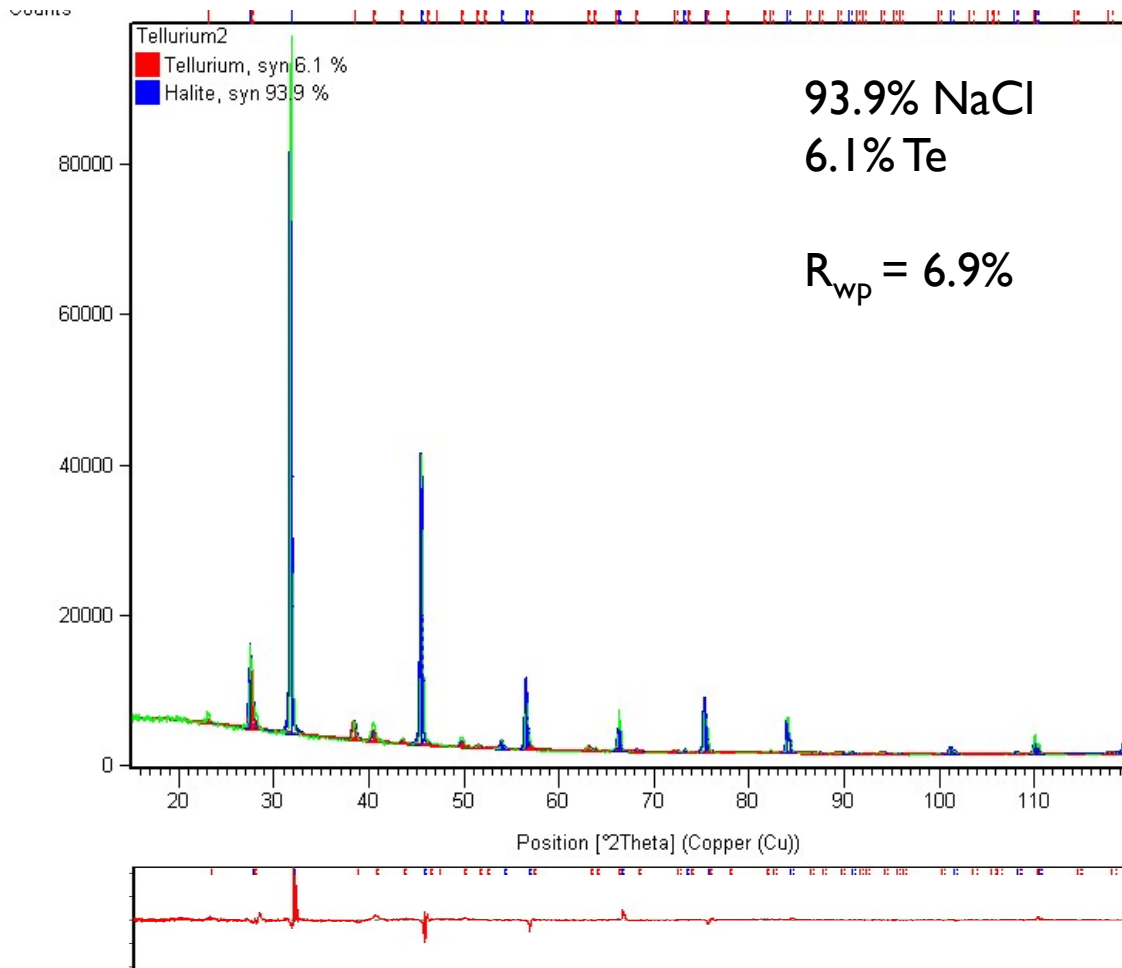 Counts
Tellurium2
Tellurium, syn 6.1 %
Halite, syn 93.9 %
93.9% NaCl
6.1% Te
R_wp = 6.9%
80000
60000
40000
20000
0
20 30 40 50 60 70 80 90 100 110
Position [°2Theta] (Copper (Cu))